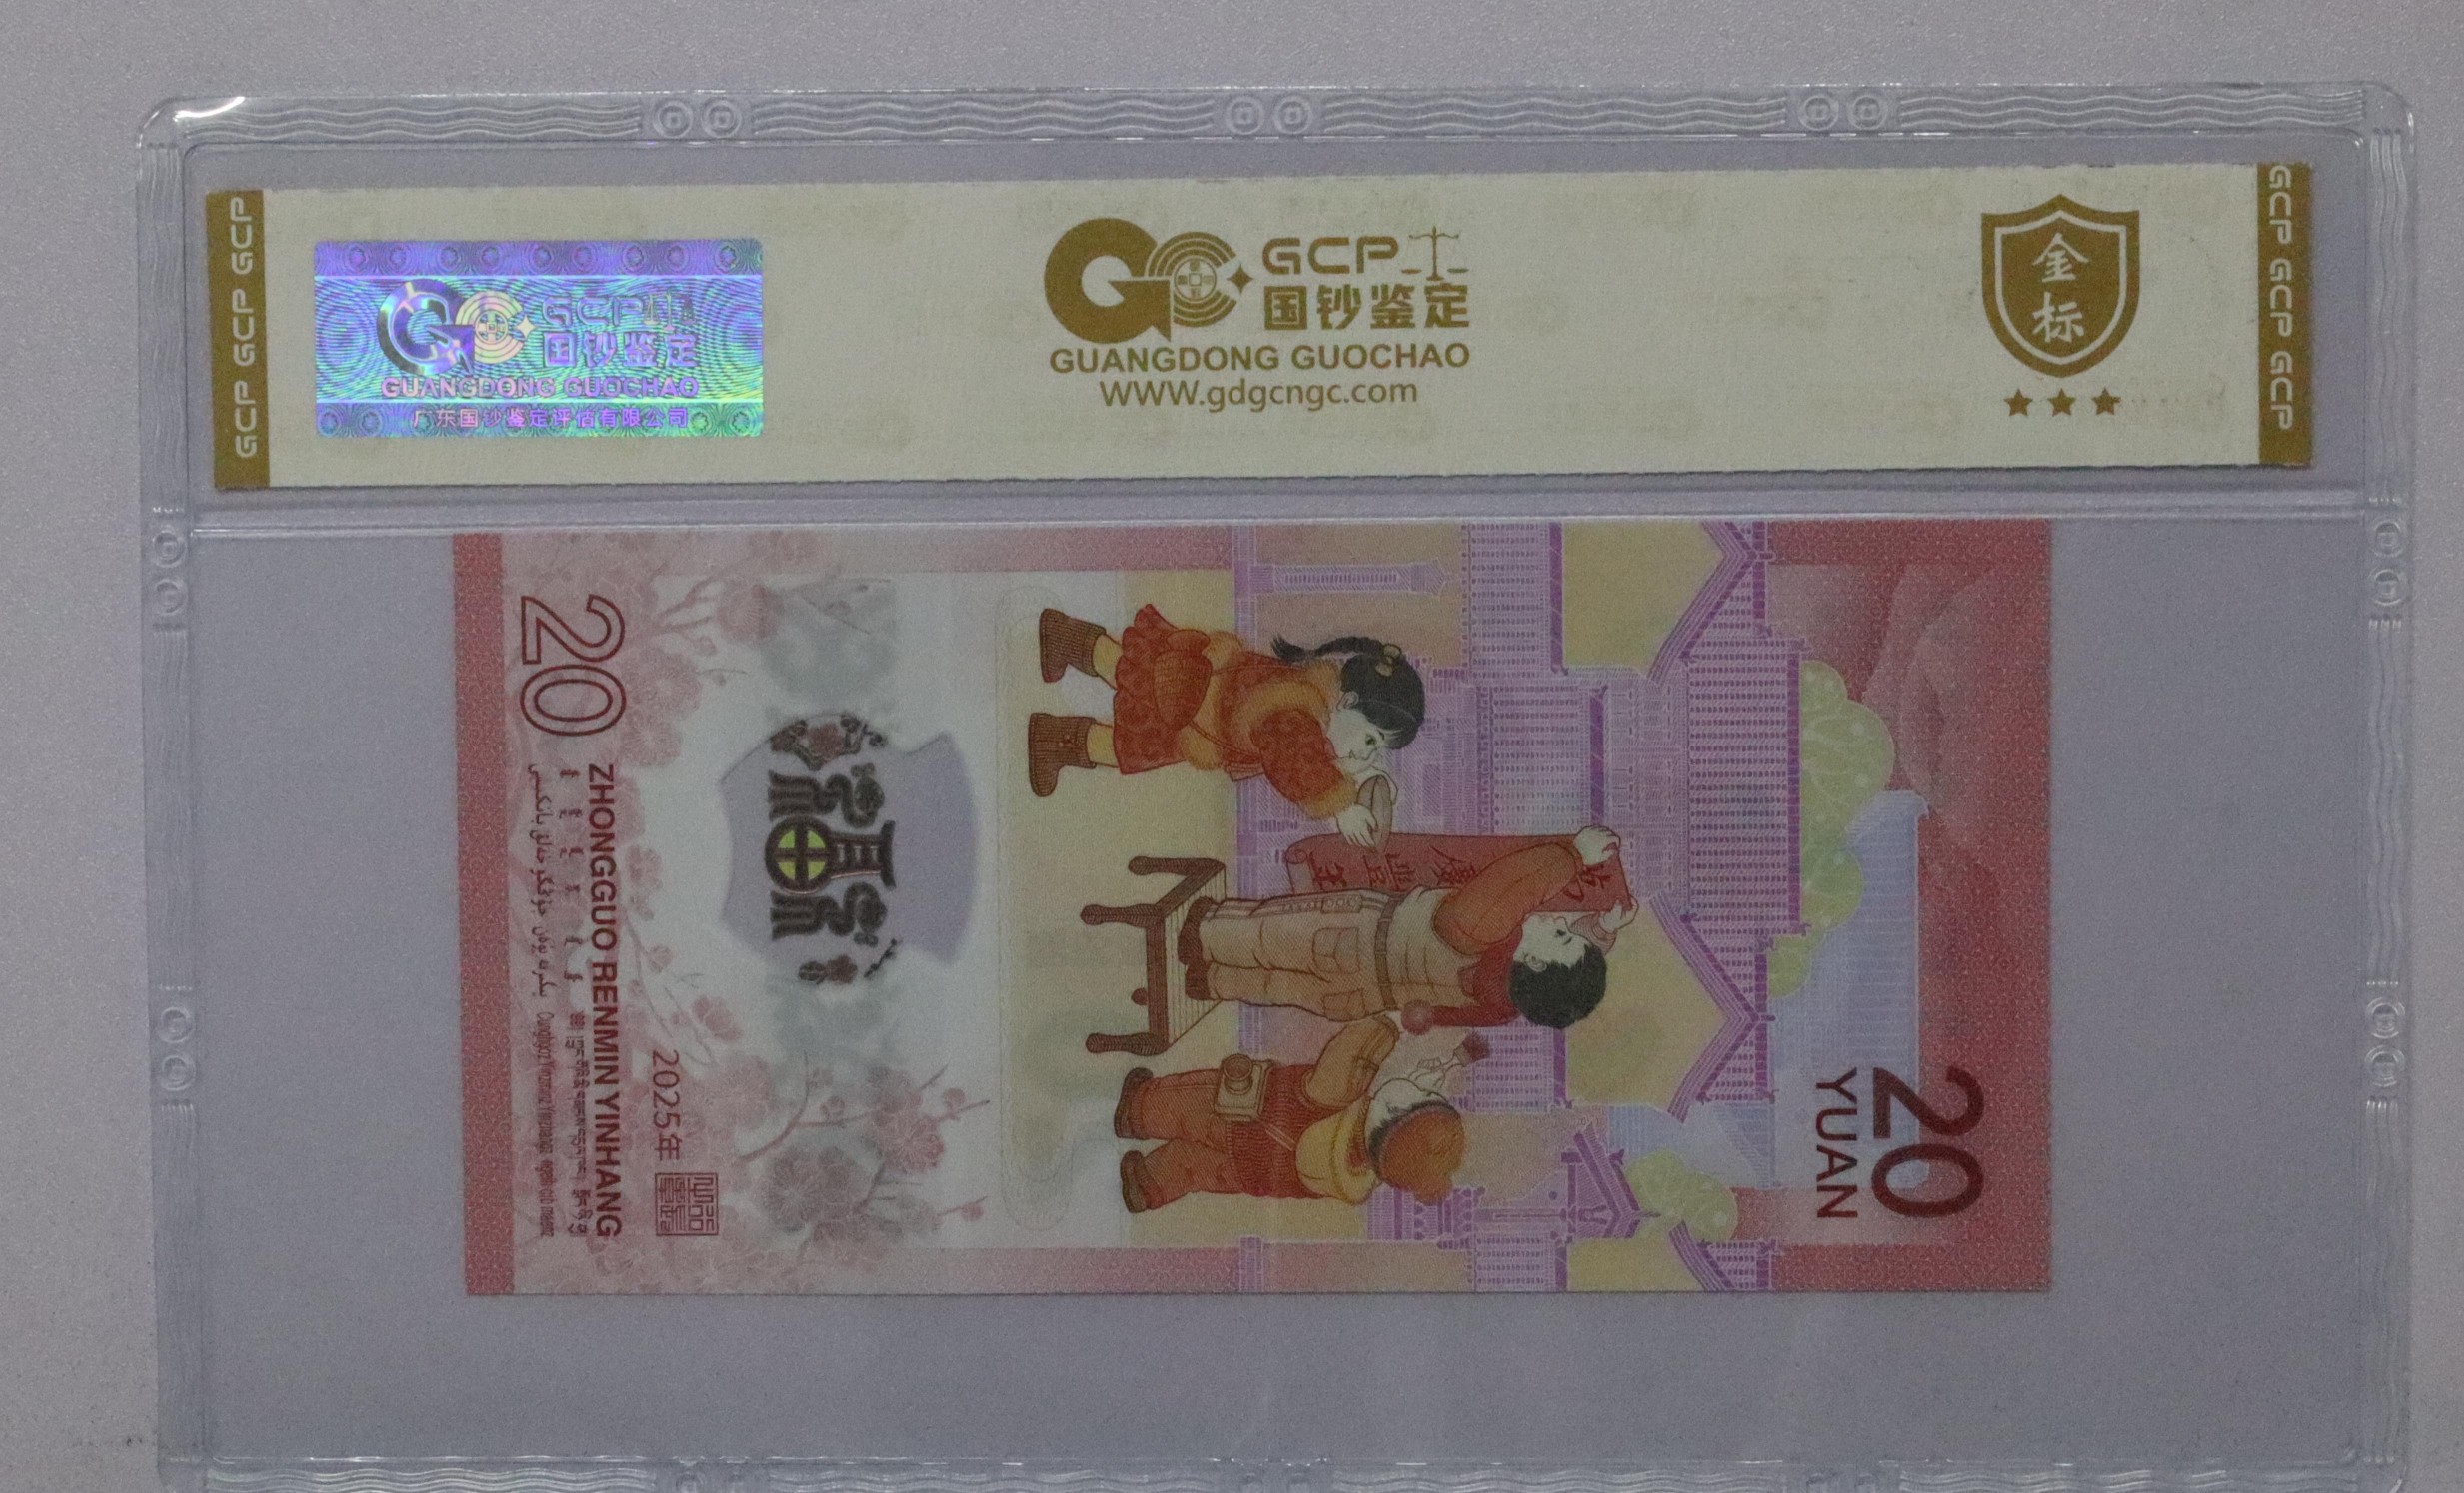 GCP GCP GCP
GCP
国钞鉴定
GUANGDONG GUOCHAO
广东国钞鉴定评估有限公司
GCP
国钞鉴定
GUANGDONG GUOCHAO
WWW.gdgcngc.com
金
标
GCP GCP GCP
20
YUAN
2025年
20
ZHONGGUO RENMIN YINHANG